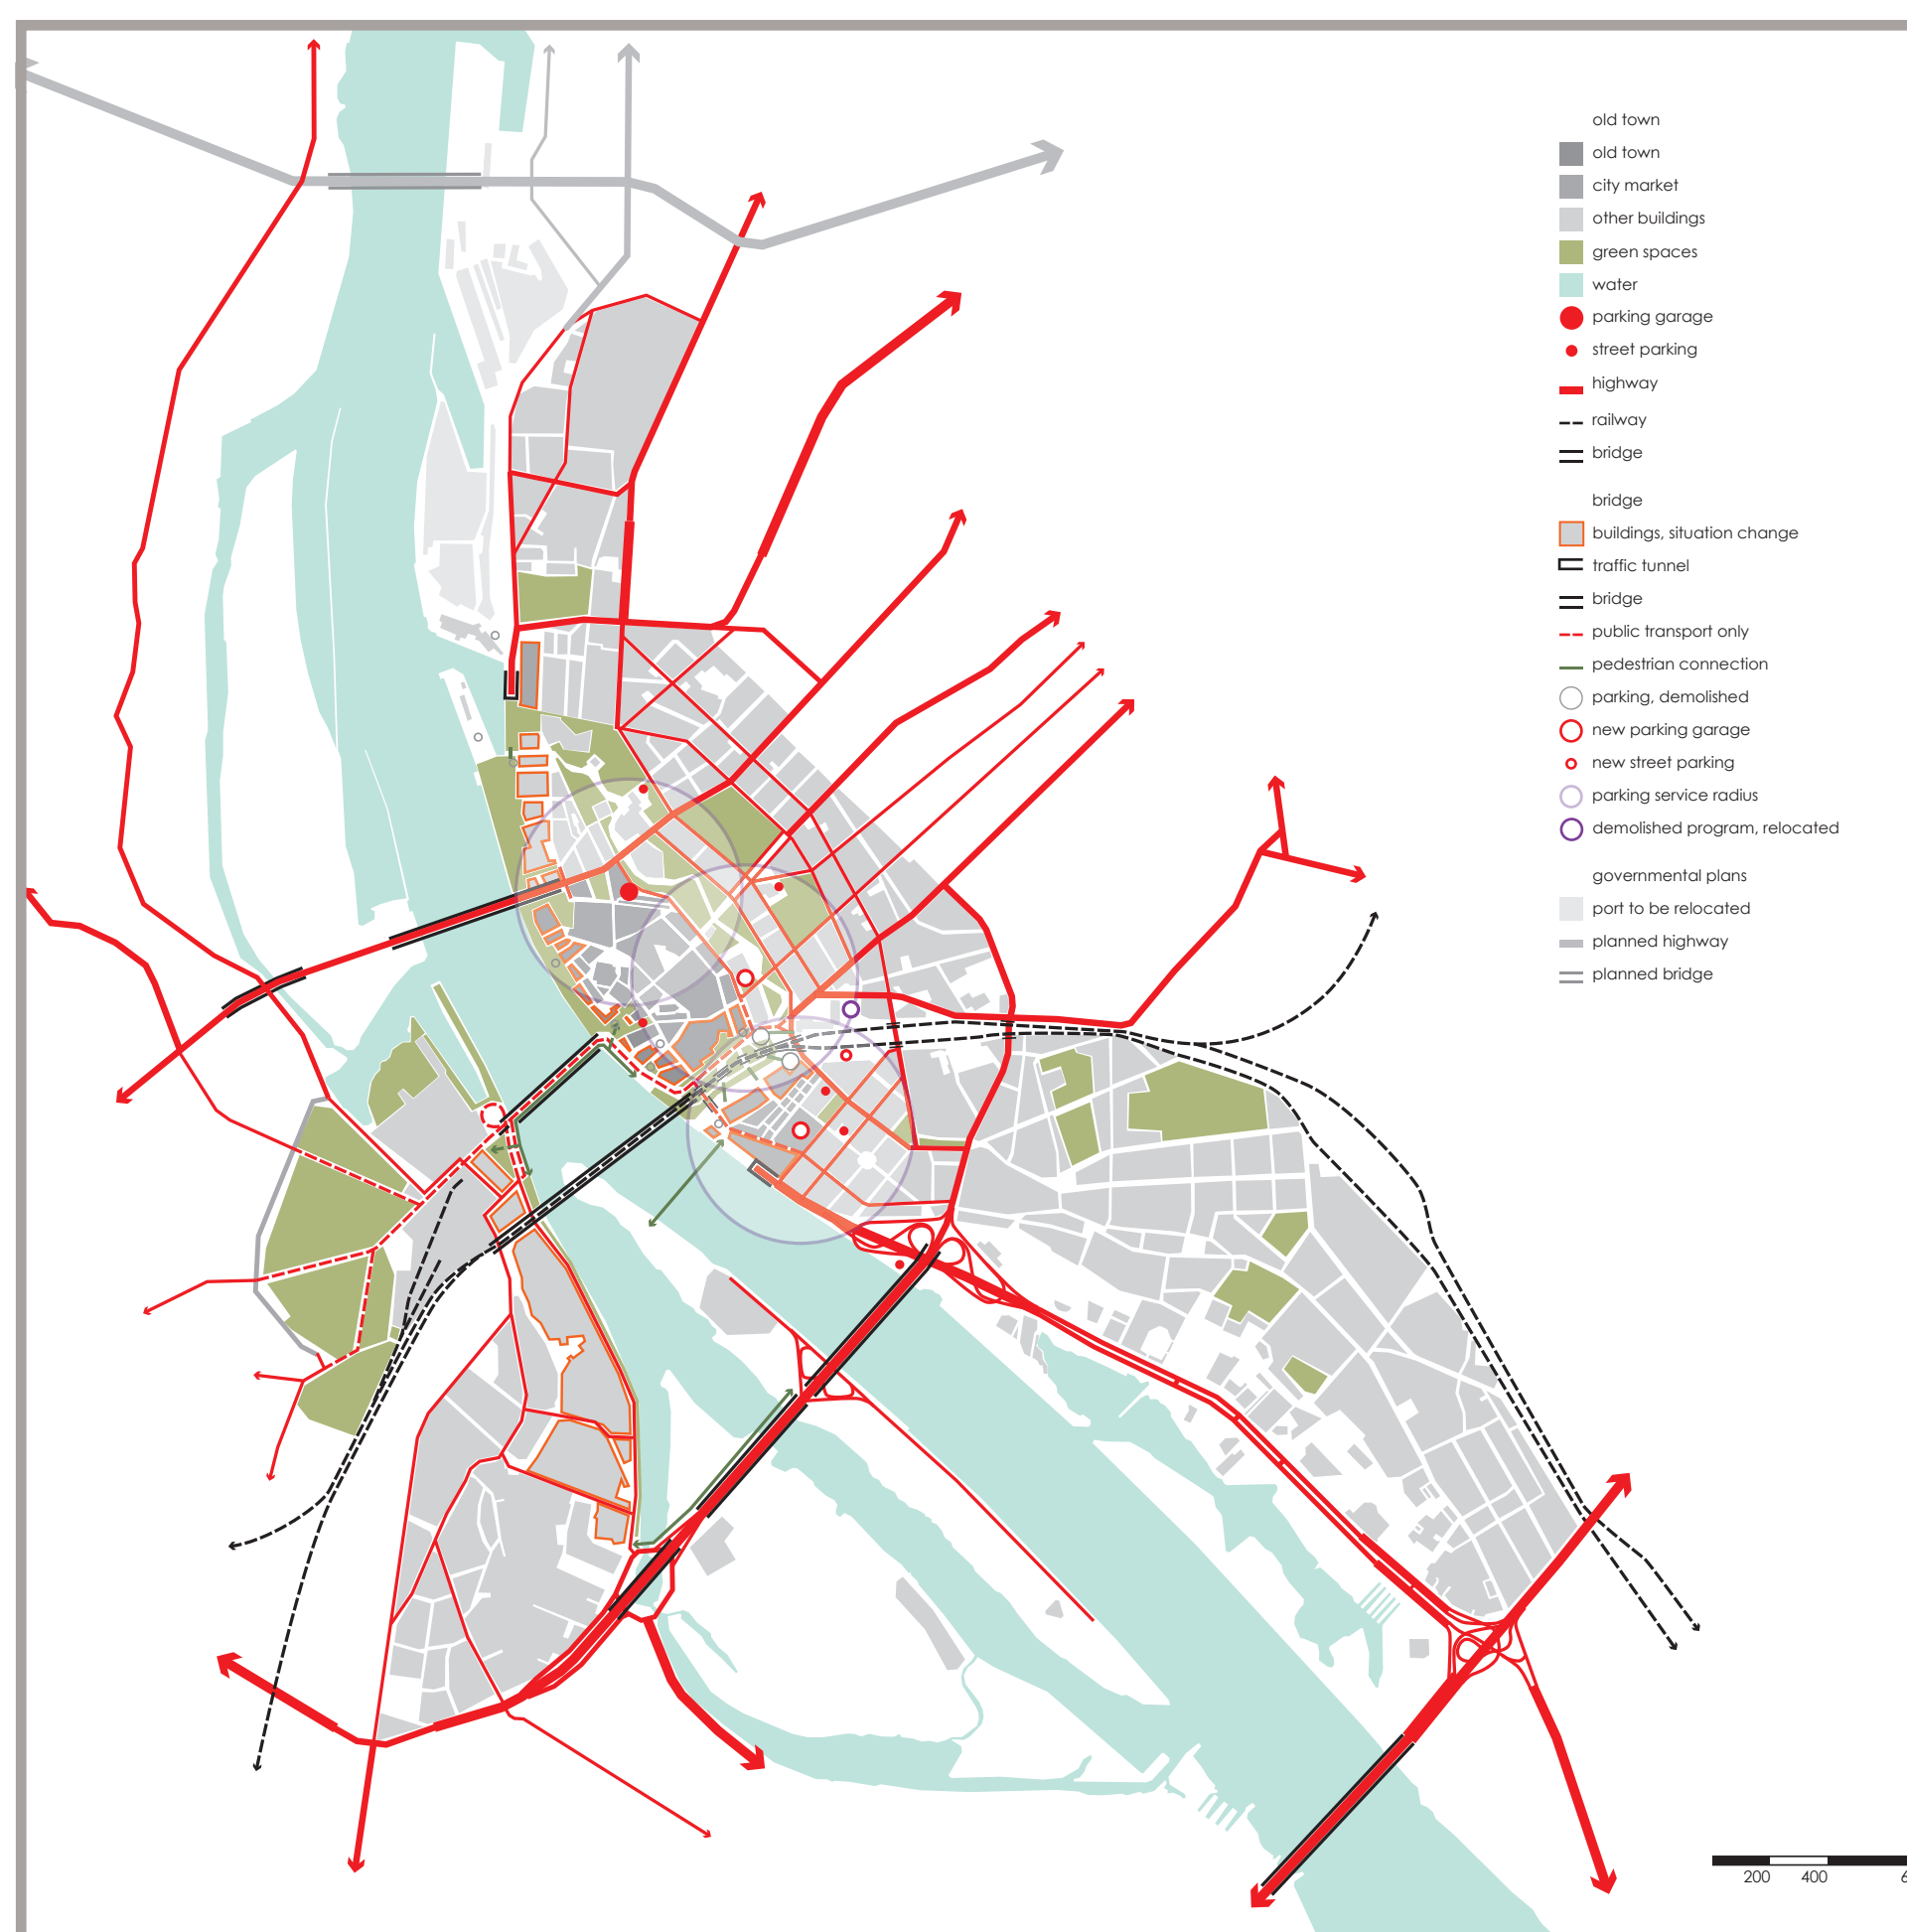 old town
old town
city market
other buildings
green spaces
water
parking garage
street parking
highway
railway
bridge
bridge
buildings, situation change
traffic tunnel
bridge
public transport only
pedestrian connection
parking, demolished
new parking garage
new street parking
parking service radius
demolished program, relocated
governmental plans
port to be relocated
planned highway
planned bridge
200 400 6